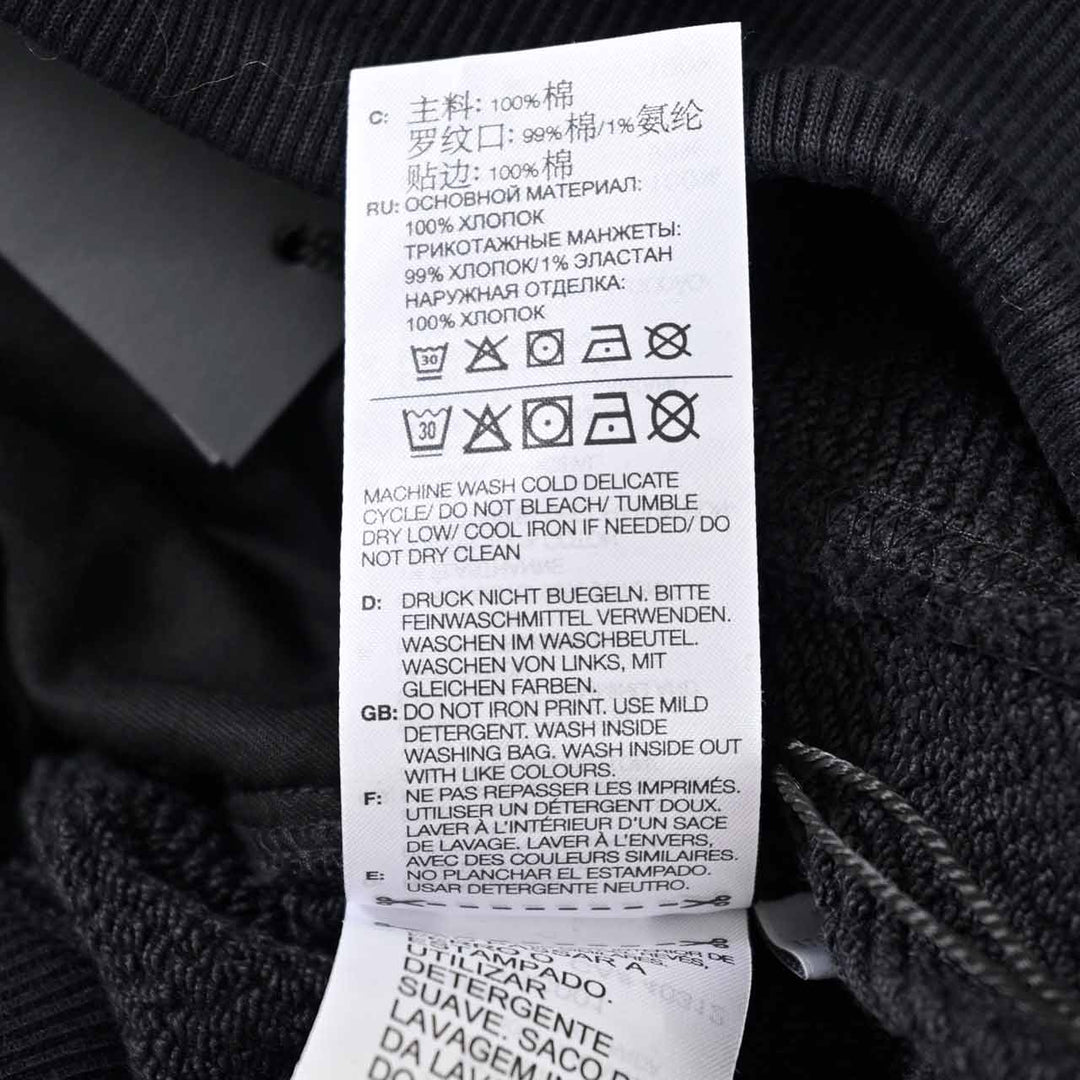 C: 主料: 100%棉
罗纹口: 99%棉/1%氨纶
贴边: 100%棉
RU: ОСНОВНОЙ МАТЕРИАЛ:
100% ХЛОПОК
ТРИКОТАЖНЫЕ МАНЖЕТЫ:
99% ХЛОПОК/1% ЭЛАСТАН
НАРУЖНАЯ ОТДЕЛКА:
100% ХЛОПОК
30
30
MACHINE WASH COLD DELICATE
CYCLE/ DO NOT BLEACH/ TUMBLE
DRY LOW/ COOL IRON IF NEEDED/ DO
NOT DRY CLEAN
D: DRUCK NICHT BUEGELN. BITTE
FEINWASCHMITTEL VERWENDEN.
WASCHEN IM WASCHBEUTEL.
WASCHEN VON LINKS, MIT
GLEICHEN FARBEN.
GB: DO NOT IRON PRINT. USE MILD
DETERGENT. WASH INSIDE
WASHING BAG. WASH INSIDE OUT
WITH LIKE COLOURS.
F: NE PAS REPASSER LES IMPRIMÉS.
UTILISER UN DÉTERGENT DOUX.
LAVER À L'INTÉRIEUR D'UN SACE
DE LAVAGE. LAVER À L'ENVERS,
AVEC DES COULEURS SIMILAIRES.
E: NO PLANCHAR EL ESTAMPADO.
USAR DETERGENTE NEUTRO.
ESTAMPADO.
UTILIZAR
DETERGENTE
SUAVE. SACO
LAVAGEM
DA